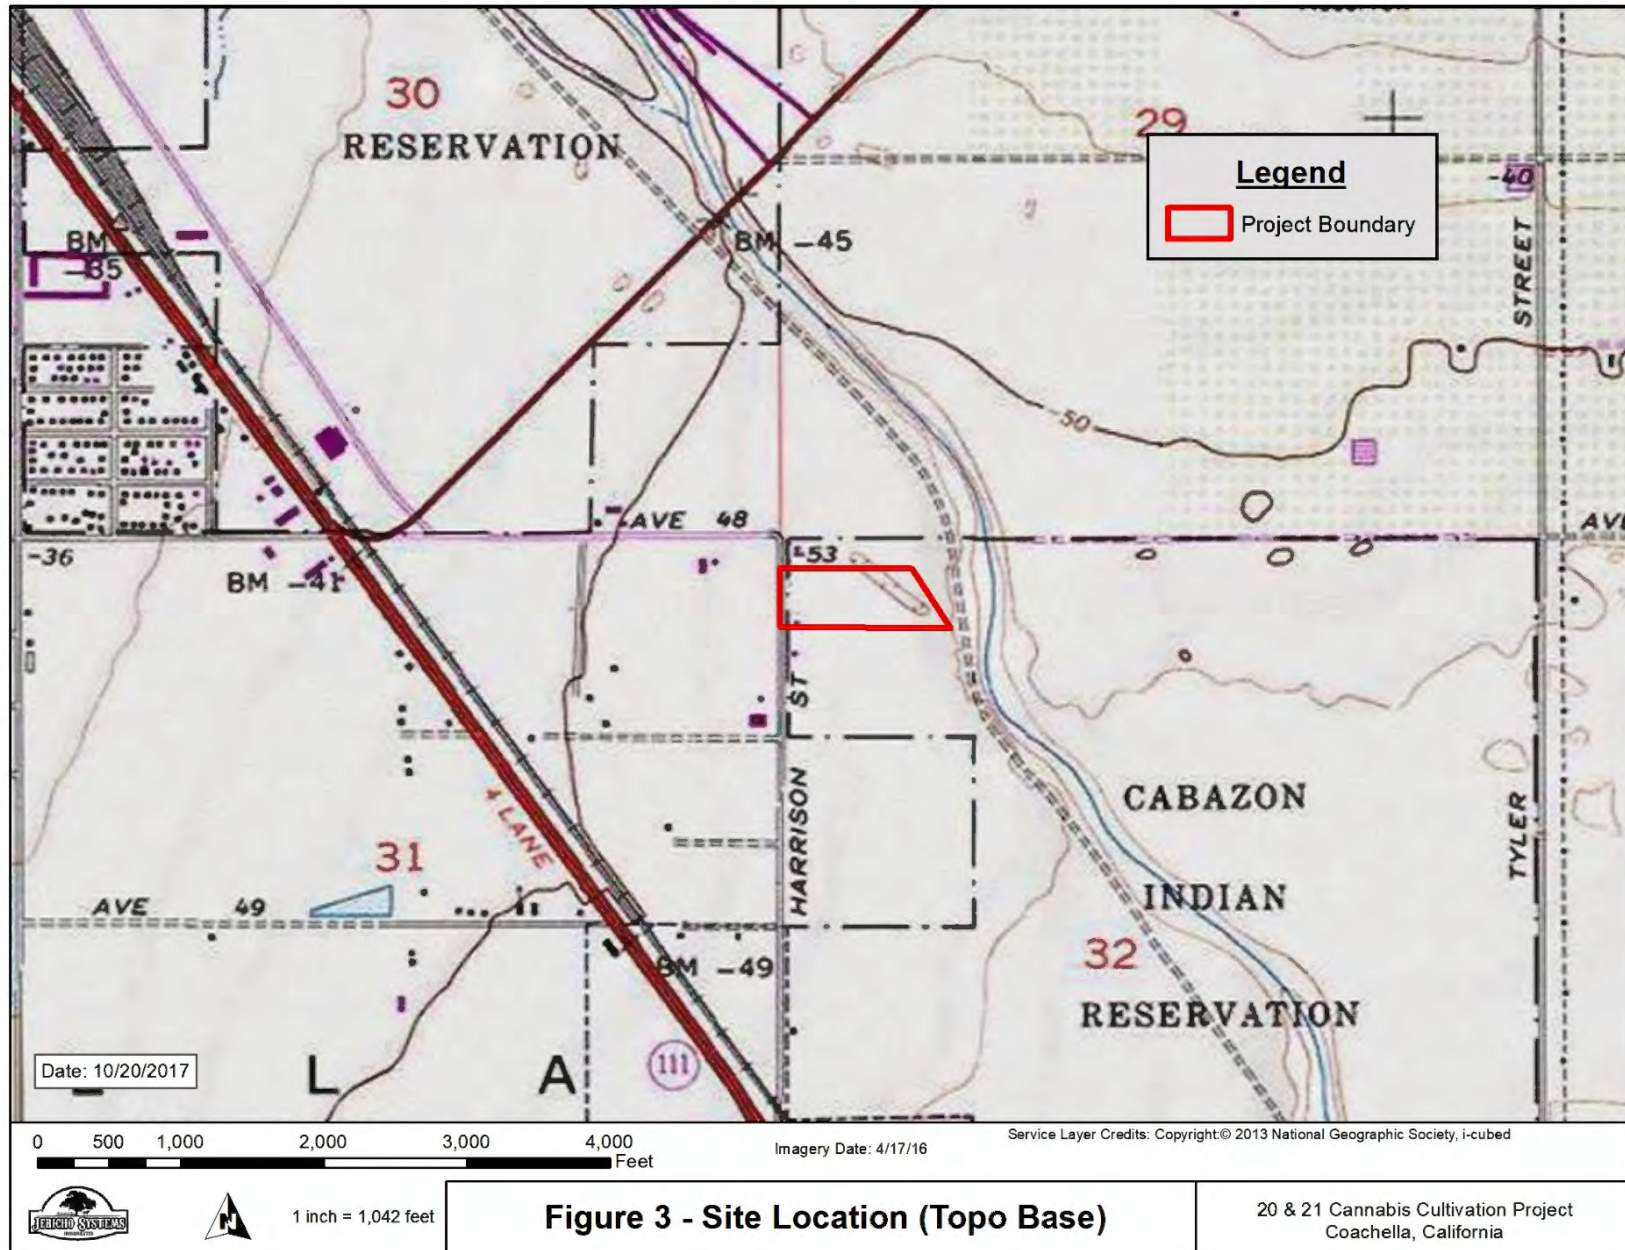 30
RESERVATION
29
Legend
Project Boundary
-40
BM
-35
BM -45
STREET
50
AVE 48
AVE
-36
BM -41
53
ST
HARRISON
4 LANE
CABAZON
TYLER
31
AVE 49
INDIAN
32
BM -49
RESERVATION
Date: 10/20/2017
L A
111
0 500 1,000 2,000 3,000 4,000
Feet
Imagery Date: 4/17/16
Service Layer Credits: Copyright:© 2013 National Geographic Society, i-cubed
JERICHO SYSTEMS
N
1 inch = 1,042 feet
Figure 3 - Site Location (Topo Base)
20 & 21 Cannabis Cultivation Project
Coachella, California